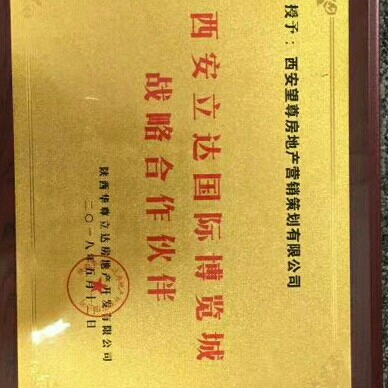 授予：西安望尊房地产营销策划有限公司
西安立达国际博览城
战略合作伙伴
陕西华尊立达房地产开发有限公司
二〇一八年五月十二日